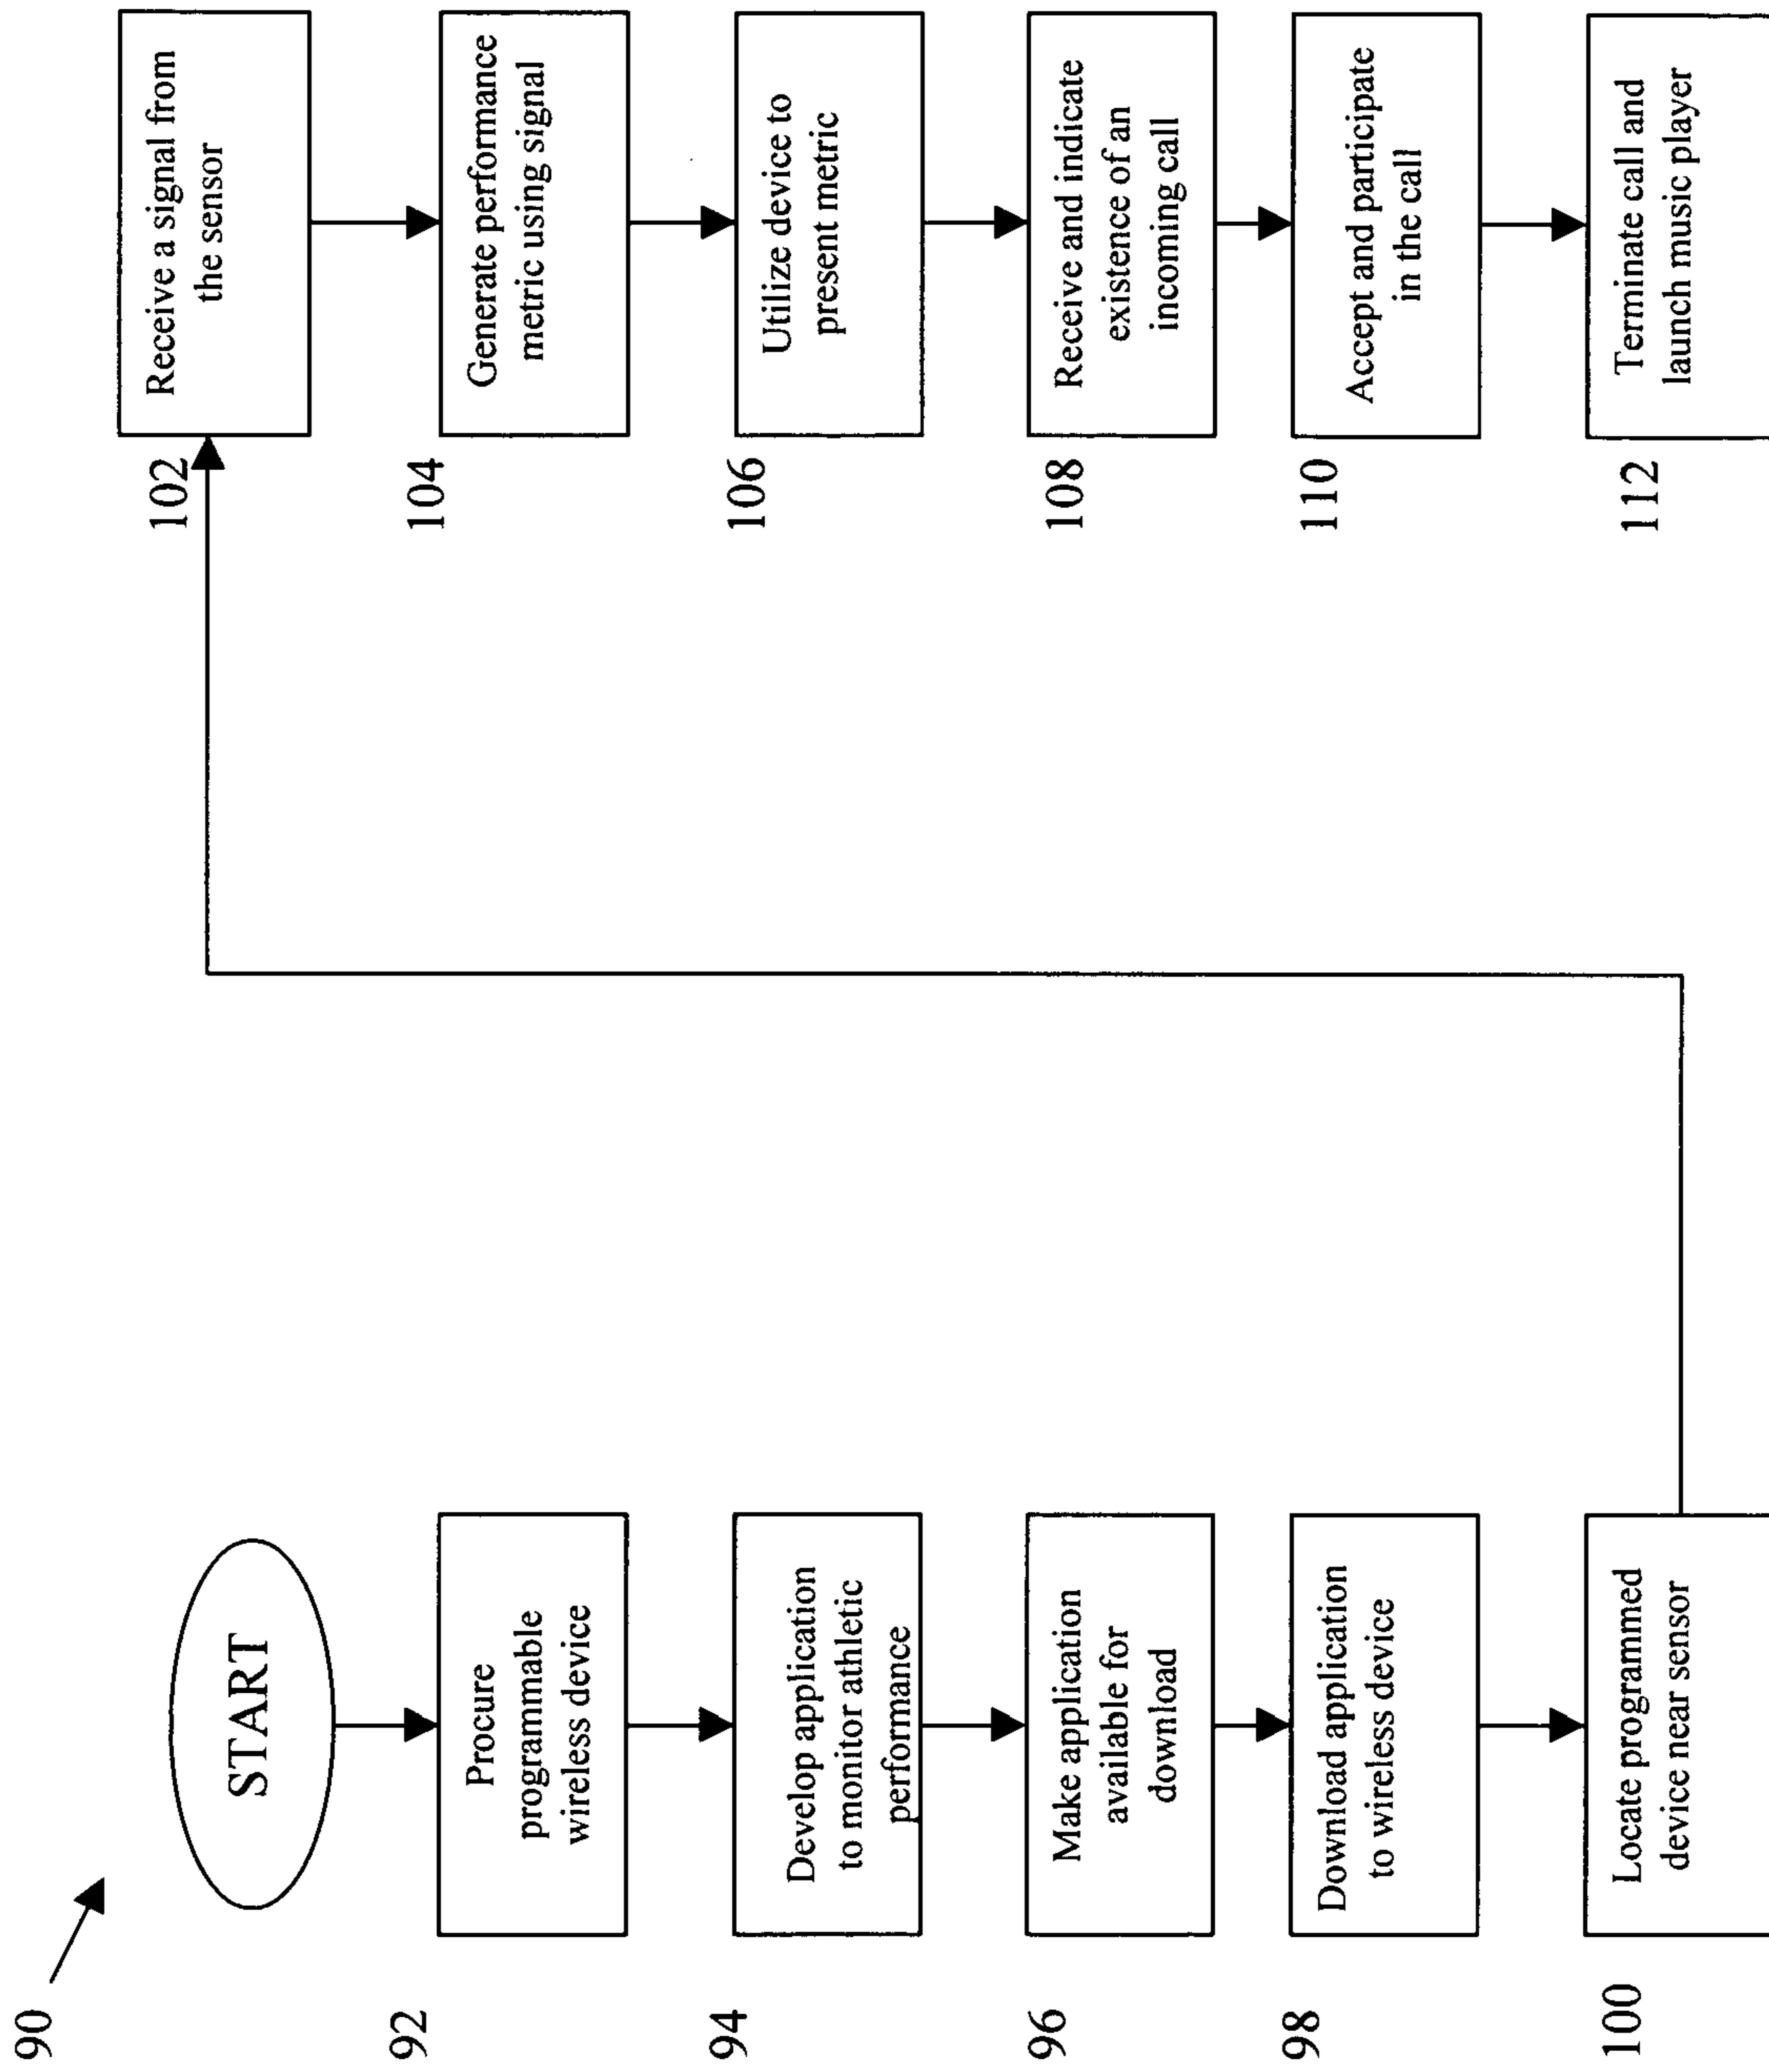 90
START
92
Procure
programmable
wireless device
94
Develop application
to monitor athletic
performance
96
Make application
available for
download
98
Download application
to wireless device
100
Locate programmed
device near sensor
102
Receive a signal from
the sensor
104
Generate performance
metric using signal
106
Utilize device to
present metric
108
Receive and indicate
existence of an
incoming call
110
Accept and participate
in the call
112
Terminate call and
launch music player